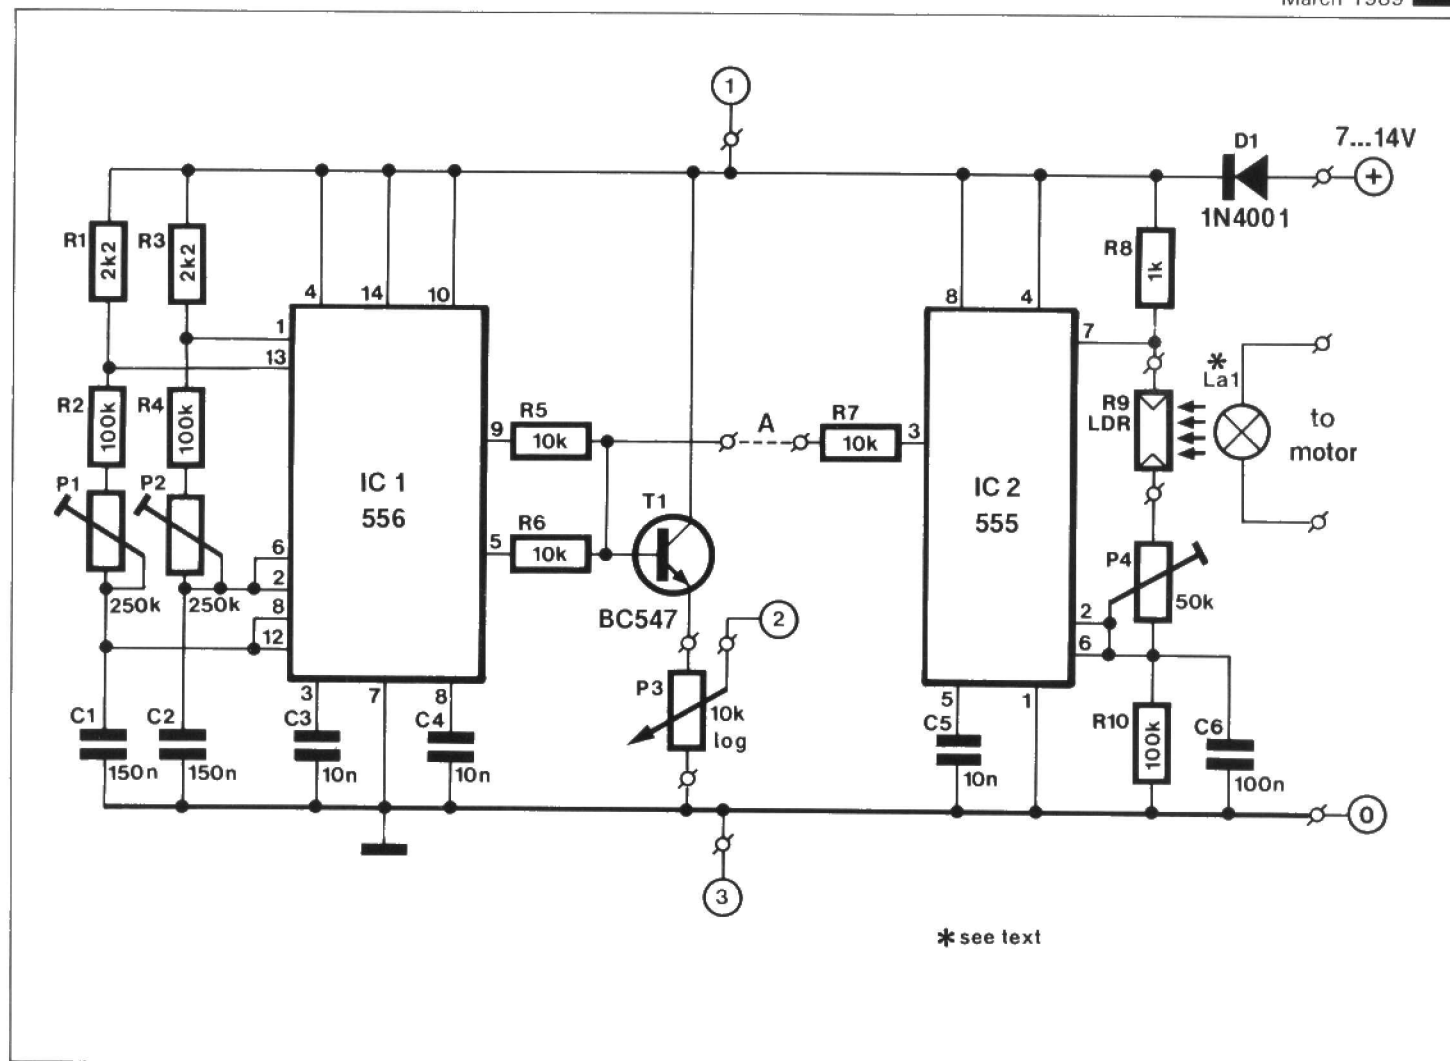 March 1989
1
7...14V
D1
+
1N4001
R1
2k2
R3
2k2
R8
1k
4
14
10
8
4
1
13
7
*
La1
R2
100k
R4
100k
9
R5
10k
A
R7
10k
3
R9
LDR
to
motor
P1
P2
IC 1
556
IC 2
555
T1
R6
10k
5
6
2
8
12
250k
250k
BC547
2
P4
50k
2
6
3
7
8
P3
10k
log
5
1
C1
150n
C2
150n
C3
10n
C4
10n
C5
10n
R10
100k
C6
100n
0
3
* see text